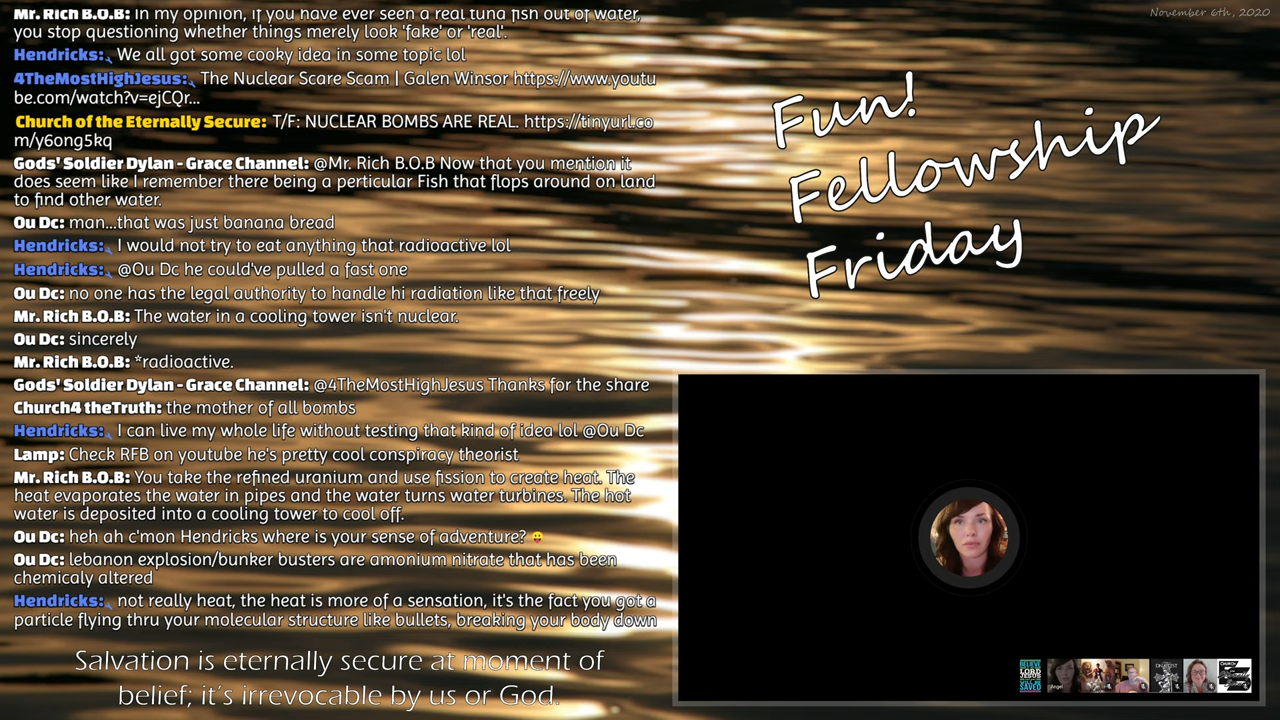 Mr. Rich B.O.B: In my opinion, if you have ever seen a real tuna fish out of water,
you stop questioning whether things merely look 'fake' or 'real'.
Hendricks: We all got some cooky idea in some topic lol
4TheMostHighJesus: The Nuclear Scare Scam | Galen Winsor https://www.youtu
be.com/watch?v=ejCQr...
Church of the Eternally Secure: T/F: NUCLEAR BOMBS ARE REAL. https://tinyurl.co
m/y6ong5kq
Gods' Soldier Dylan - Grace Channel: @Mr. Rich B.O.B Now that you mention it
does seem like I remember there being a perticular Fish that flops around on land
to find other water.
Ou Dc: man...that was just banana bread
Hendricks: I would not try to eat anything that radioactive lol
Hendricks: @Ou Dc he could've pulled a fast one
Ou Dc: no one has the legal authority to handle hi radiation like that freely
Mr. Rich B.O.B: The water in a cooling tower isn't nuclear.
Ou Dc: sincerely
Mr. Rich B.O.B: *radioactive.
Gods' Soldier Dylan - Grace Channel: @4TheMostHighJesus Thanks for the share
Church4 theTruth: the mother of all bombs
Hendricks: I can live my whole life without testing that kind of idea lol @Ou Dc
Lamp: Check RFB on youtube he's pretty cool conspiracy theorist
Mr. Rich B.O.B: You take the refined uranium and use fission to create heat. The
heat evaporates the water in pipes and the water turns water turbines. The hot
water is deposited into a cooling tower to cool off.
Ou Dc: heh ah c'mon Hendricks where is your sense of adventure? 😛
Ou Dc: lebanon explosion/bunker busters are amonium nitrate that has been
chemicaly altered
Hendricks: not really heat, the heat is more of a sensation, it's the fact you got a
particle flying thru your molecular structure like bullets, breaking your body down
Salvation is eternally secure at moment of
belief; it's irrevocable by us or God.
November 6th, 2020
Fun!
Fellowship
Friday
BELIEVE
LORD
JESUS
SAVED
Angel
CHURCH